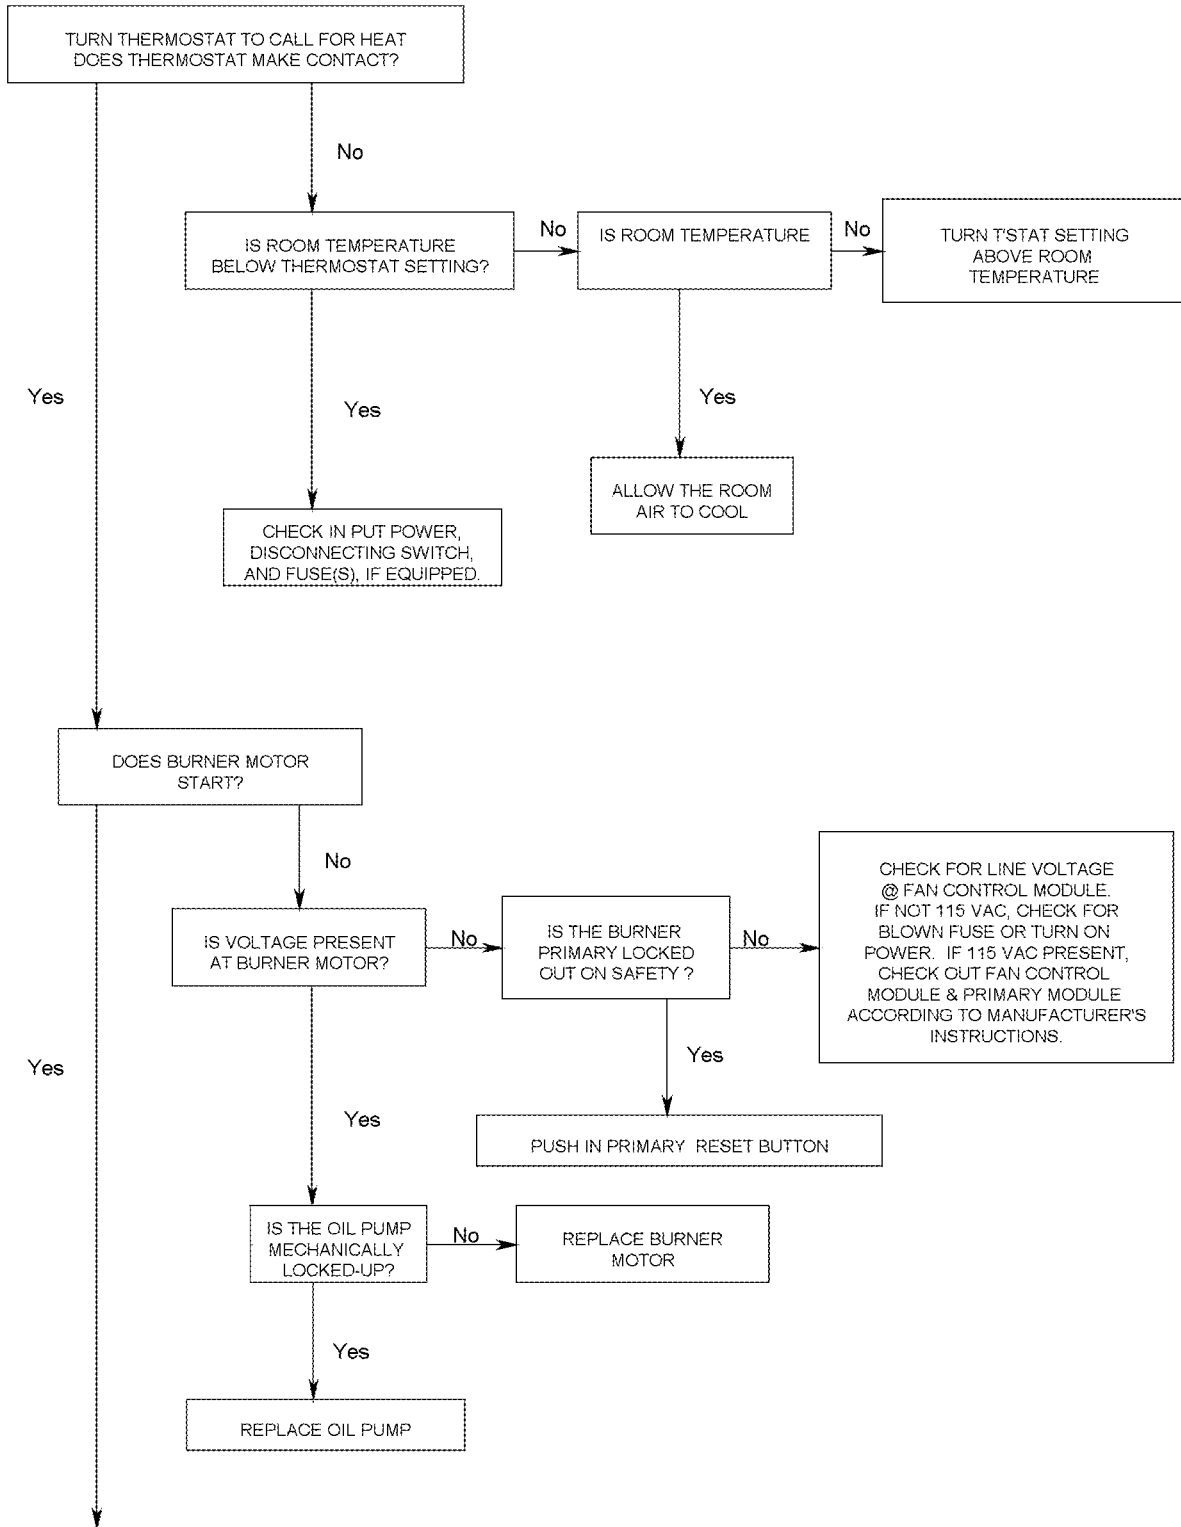 TURN THERMOSTAT TO CALL FOR HEAT
DOES THERMOSTAT MAKE CONTACT?
No
IS ROOM TEMPERATURE
BELOW THERMOSTAT SETTING?
No
IS ROOM TEMPERATURE
No
TURN T'STAT SETTING
ABOVE ROOM
TEMPERATURE
Yes
Yes
Yes
ALLOW THE ROOM
AIR TO COOL
CHECK IN PUT POWER,
DISCONNECTING SWITCH,
AND FUSE(S), IF EQUIPPED.
DOES BURNER MOTOR
START?
No
IS VOLTAGE PRESENT
AT BURNER MOTOR?
No
IS THE BURNER
PRIMARY LOCKED
OUT ON SAFETY ?
No
CHECK FOR LINE VOLTAGE
@ FAN CONTROL MODULE.
IF NOT 115 VAC, CHECK FOR
BLOWN FUSE OR TURN ON
POWER. IF 115 VAC PRESENT,
CHECK OUT FAN CONTROL
MODULE & PRIMARY MODULE
ACCORDING TO MANUFACTURER'S
INSTRUCTIONS.
Yes
Yes
Yes
PUSH IN PRIMARY RESET BUTTON
IS THE OIL PUMP
MECHANICALLY
LOCKED-UP?
No
REPLACE BURNER
MOTOR
Yes
REPLACE OIL PUMP